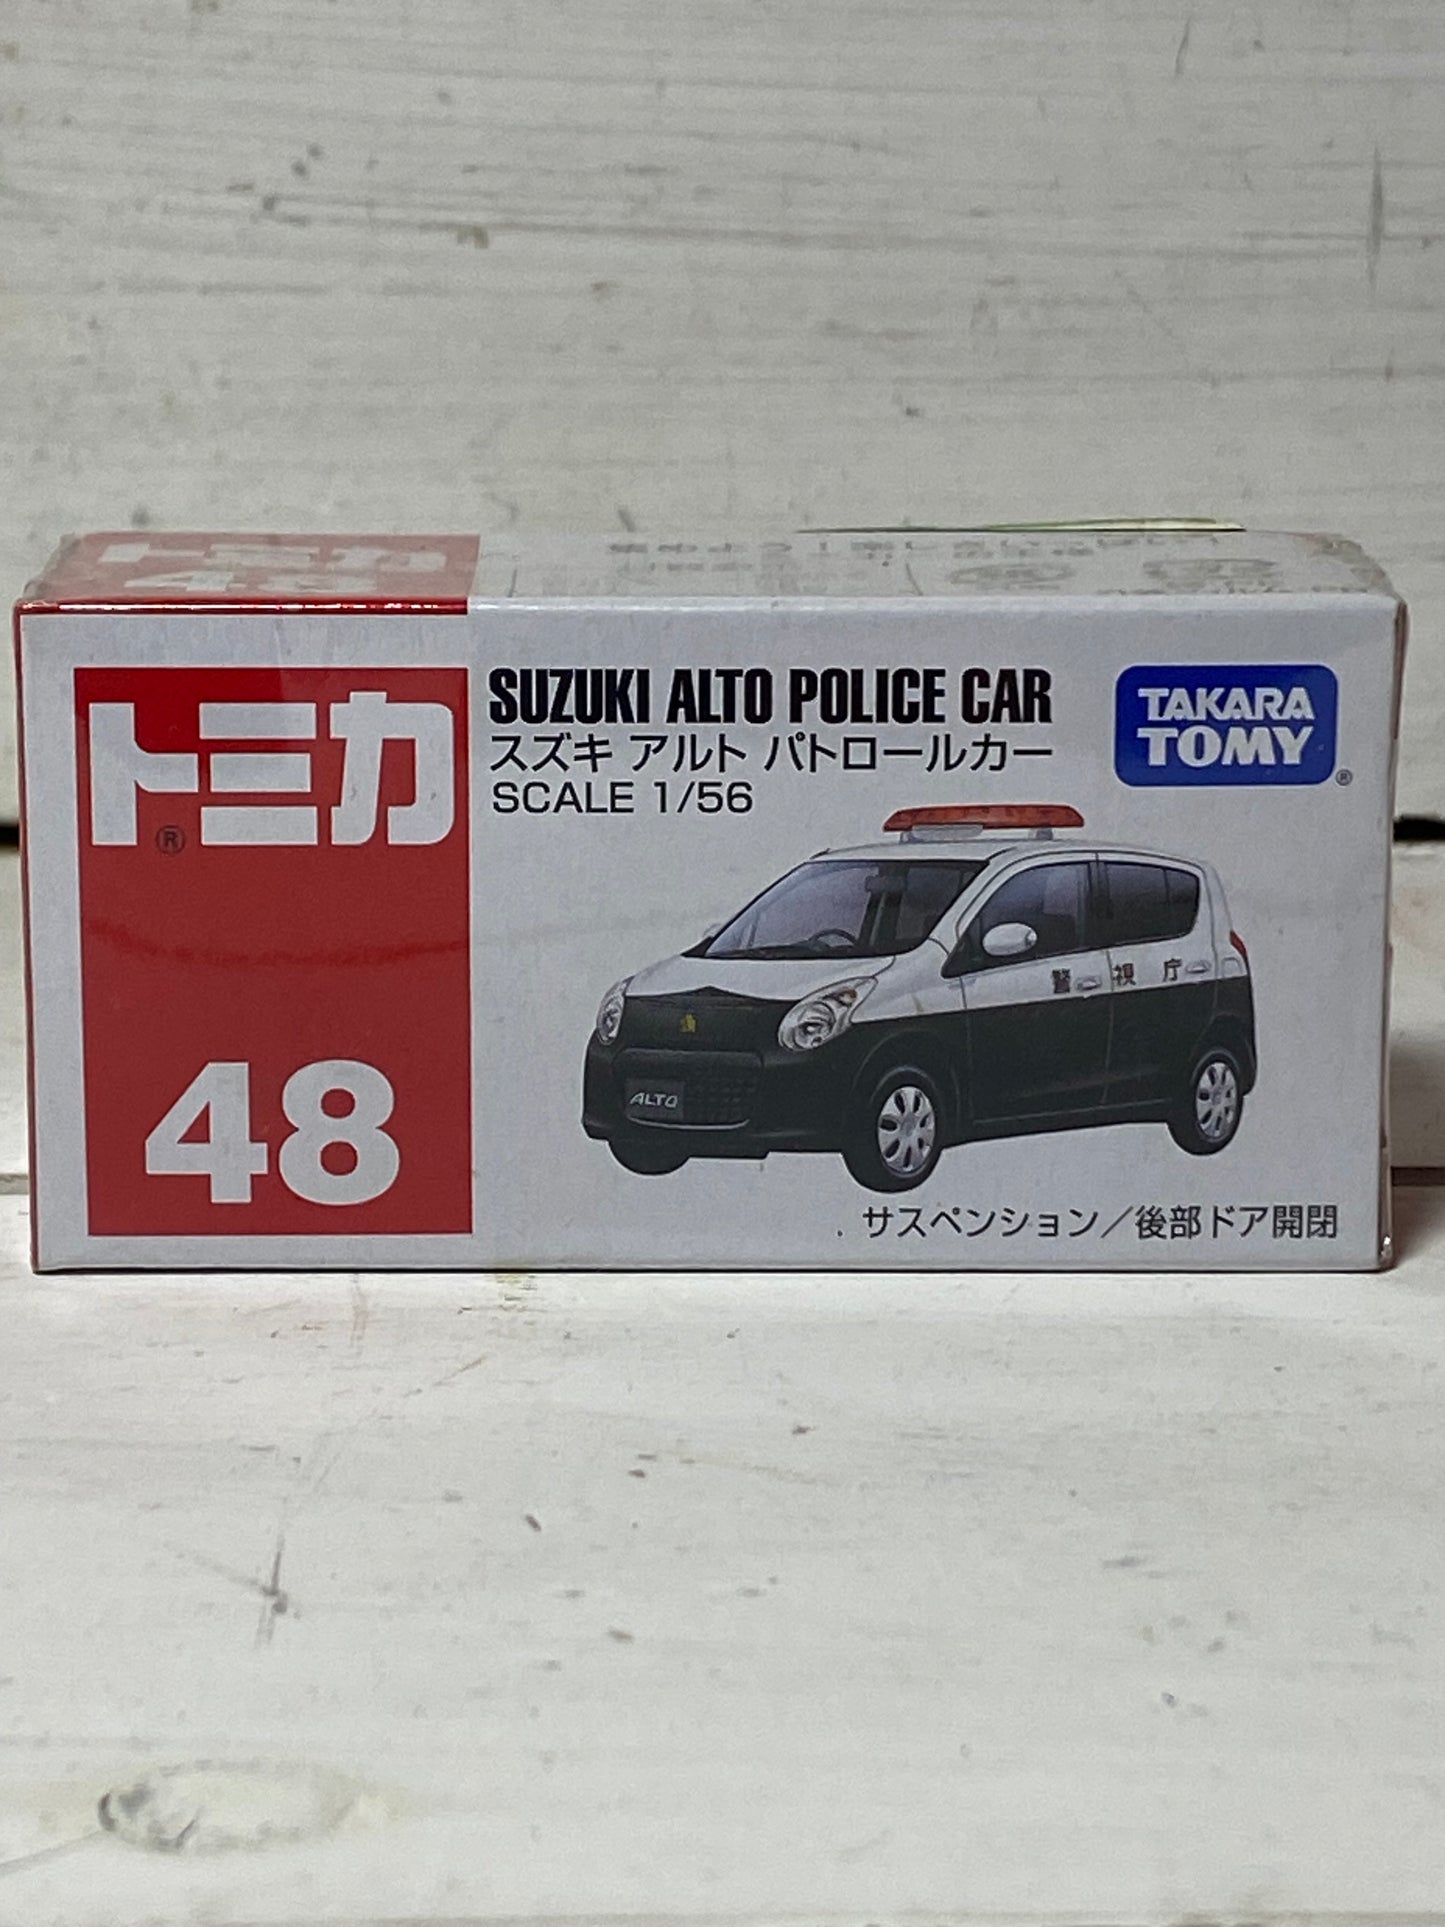 トミカ
48
トミカ®
48
SUZUKI ALTO POLICE CAR
スズキ アルト パトロールカー
SCALE 1/56
TAKARA
TOMY®
警視庁
ALTO
サスペンション／後部ドア開閉